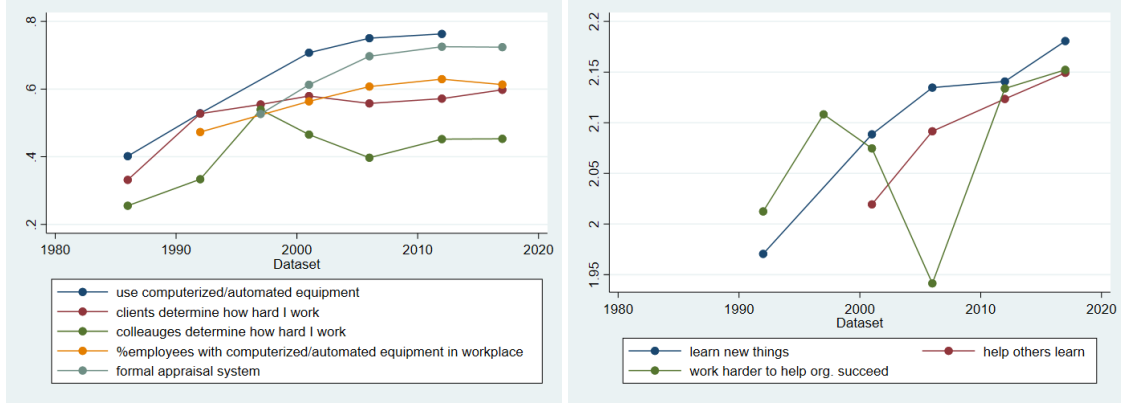 .8
.6
.4
.2
1980 1990 2000 2010 2020
Dataset
use computerized/automated equipment
clients determine how hard I work
colleauges determine how hard I work
%employees with computerized/automated equipment in workplace
formal appraisal system
2.2
2.15
2.1
2.05
2
1.95
1980 1990 2000 2010 2020
Dataset
learn new things help others learn
work harder to help org. succeed